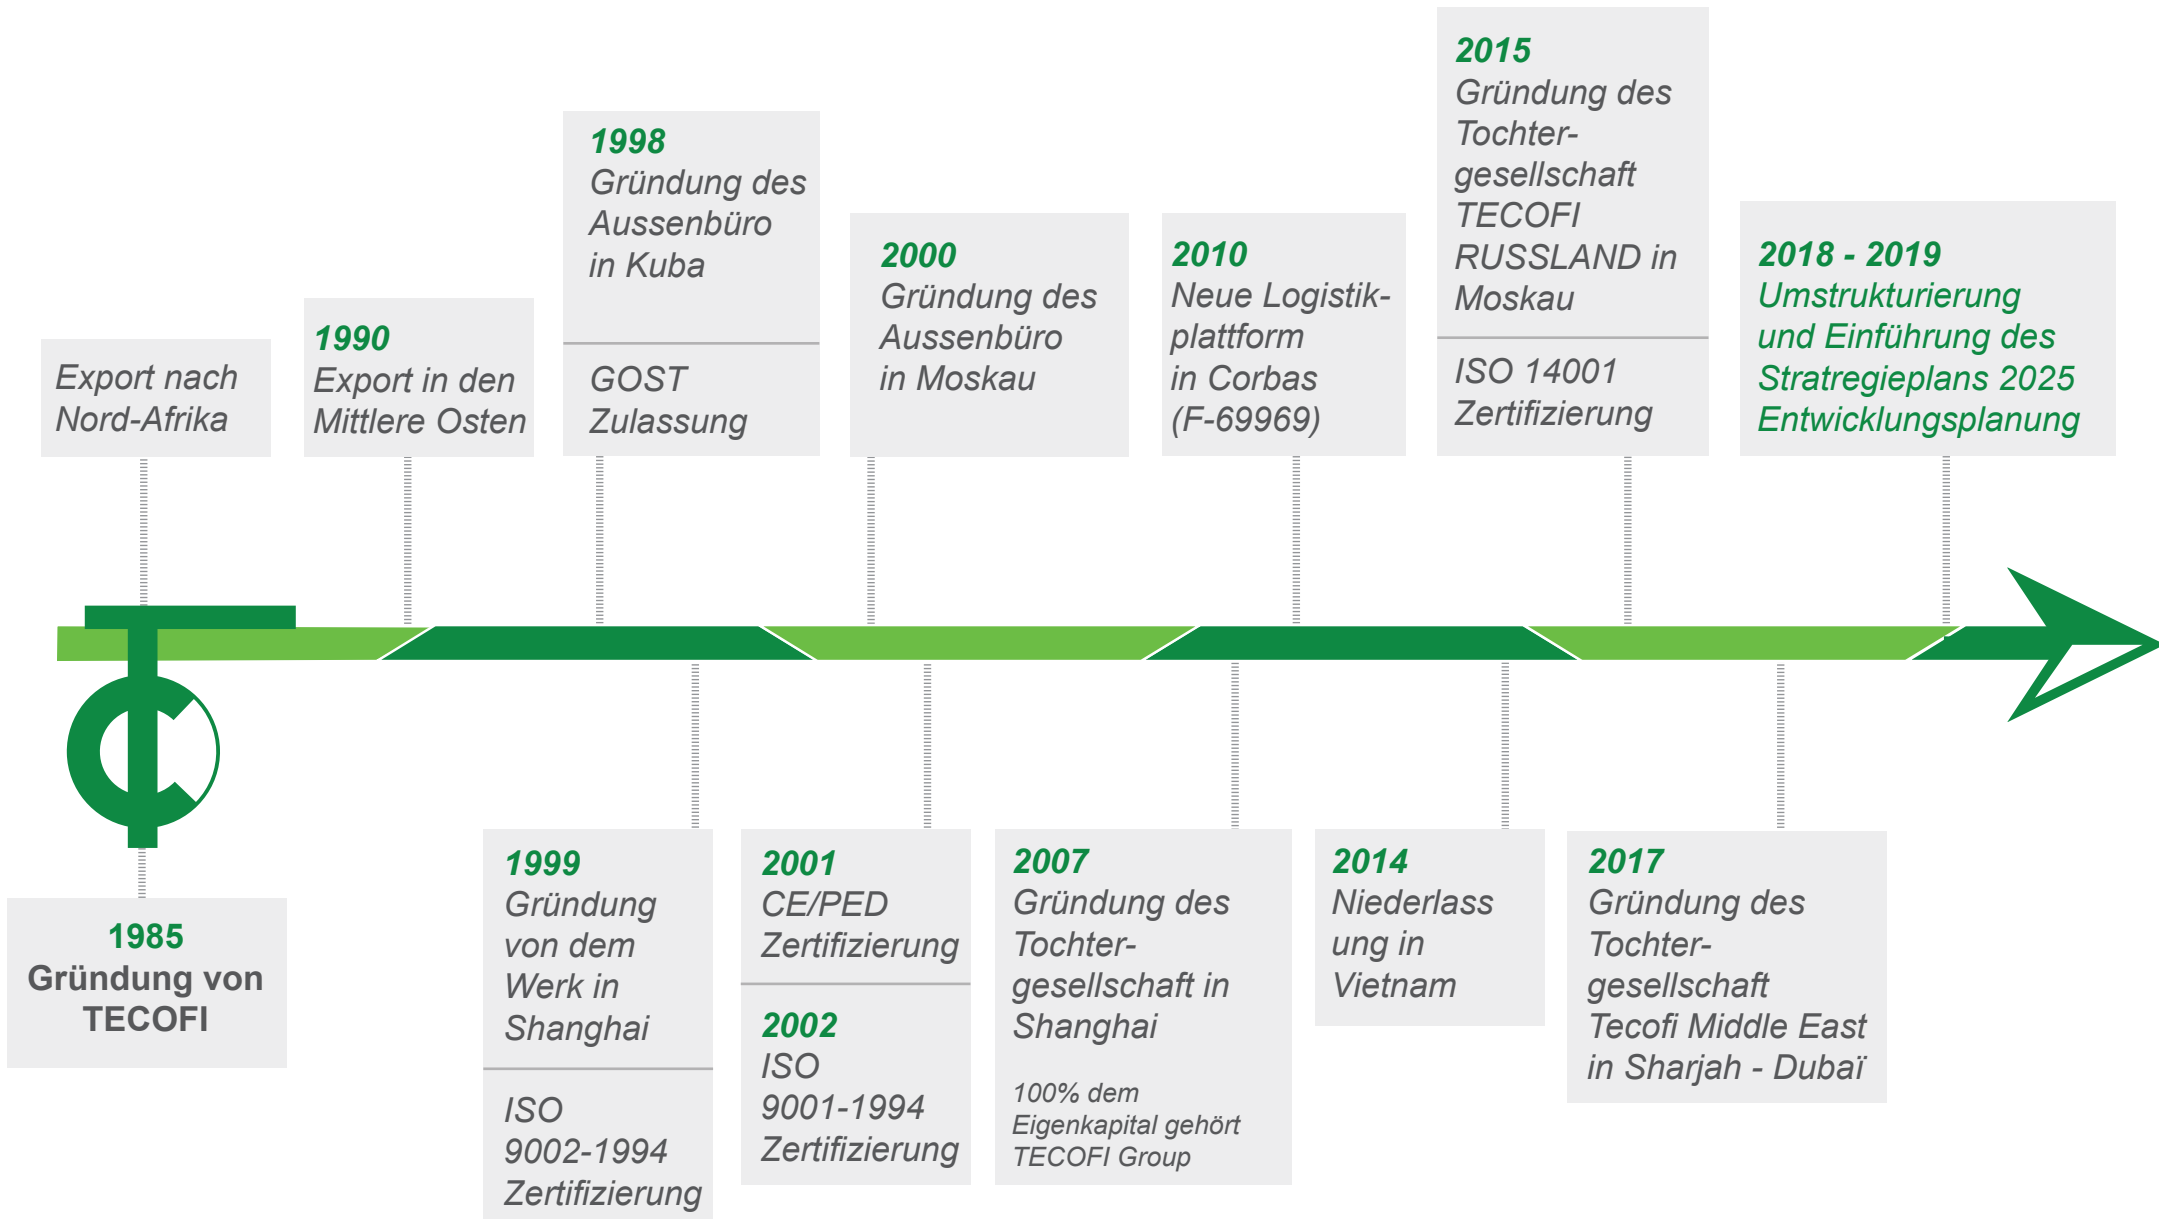 Export nach
Nord-Afrika
1990
Export in den
Mittlere Osten
1998
Gründung des
Aussenbüro
in Kuba
GOST
Zulassung
2000
Gründung des
Aussenbüro
in Moskau
2010
Neue Logistik-
plattform
in Corbas
(F-69969)
2015
Gründung des
Tochter-
gesellschaft
TECOFI
RUSSLAND in
Moskau
ISO 14001
Zertifizierung
2018 - 2019
Umstrukturierung
und Einführung des
Stratregieplans 2025
Entwicklungsplanung
1985
Gründung von
TECOFI
1999
Gründung
von dem
Werk in
Shanghai
ISO
9002-1994
Zertifizierung
2001
CE/PED
Zertifizierung
2002
ISO
9001-1994
Zertifizierung
2007
Gründung des
Tochter-
gesellschaft in
Shanghai
100% dem
Eigenkapital gehört
TECOFI Group
2014
Niederlass
ung in
Vietnam
2017
Gründung des
Tochter-
gesellschaft
Tecofi Middle East
in Sharjah - Dubaï